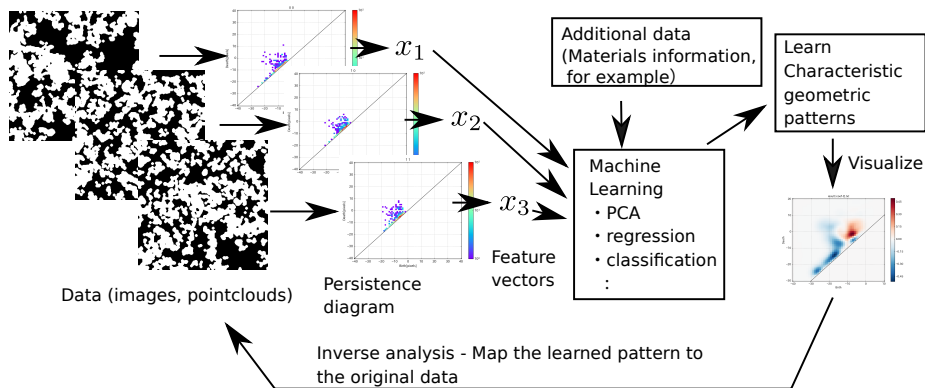 x1
x2
x3
Data (images, pointclouds)
Persistence
diagram
Feature
vectors
Additional data
(Materials information,
for example)
Machine
Learning
・PCA
・regression
・classification
:
Learn
Characteristic
geometric
patterns
Visualize
Inverse analysis - Map the learned pattern to
the original data